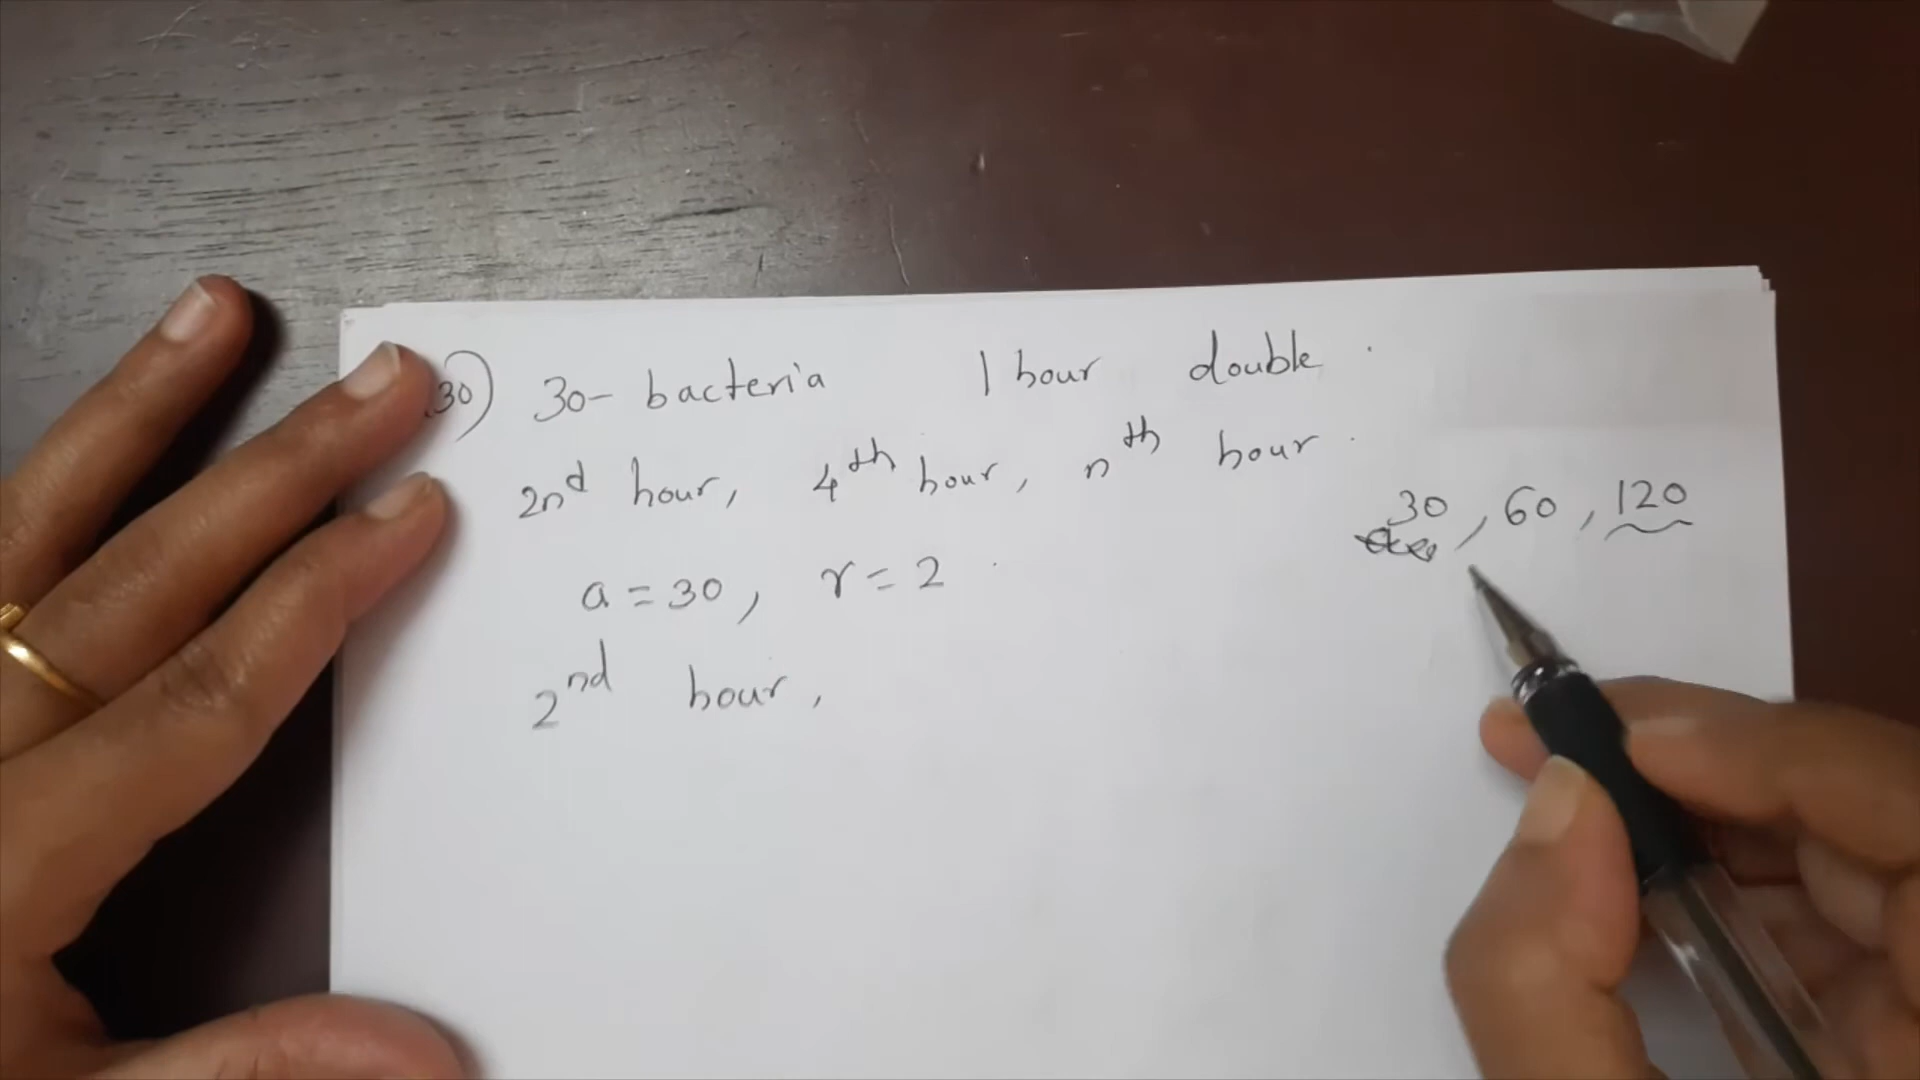 30) 30- bacteria 1 hour double.
2nd hour, 4th hour, nth hour.
30, 60, 120
a = 30, r = 2
2nd hour,